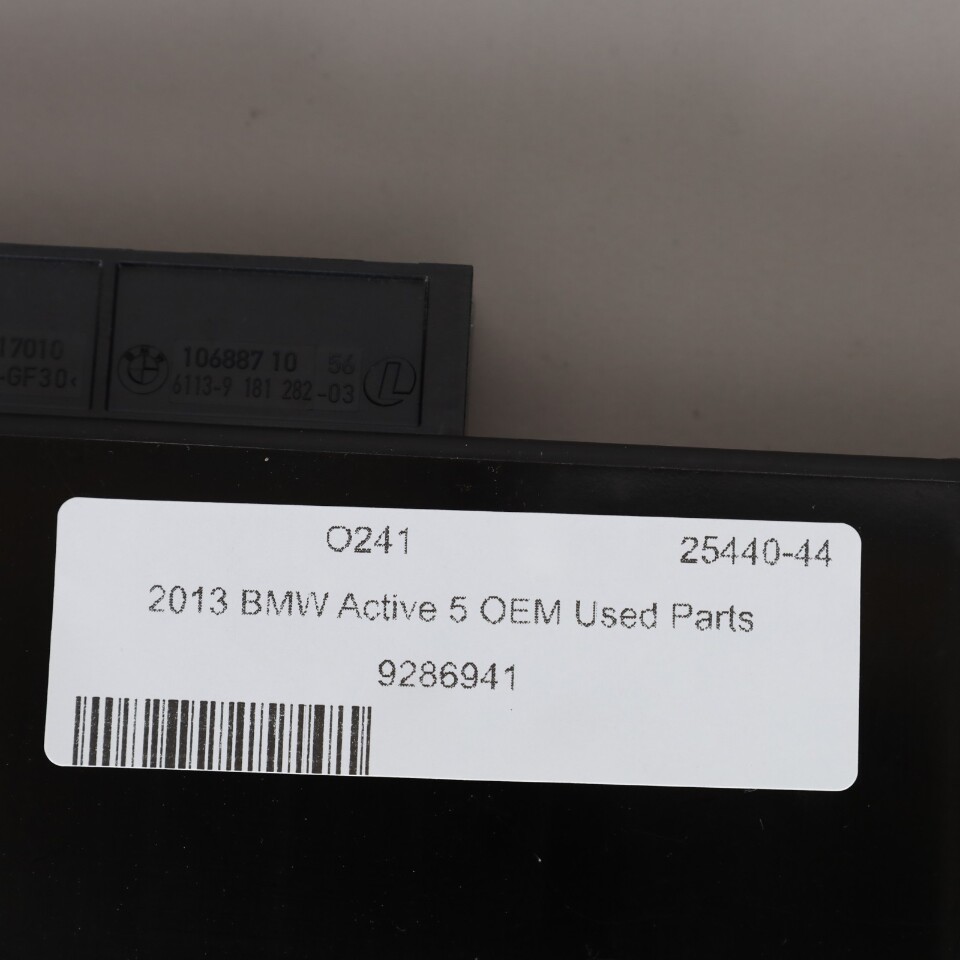 17010
-GF30<
106887 10 56
6113-9 181 282-03
O241 25440-44
2013 BMW Active 5 OEM Used Parts
9286941